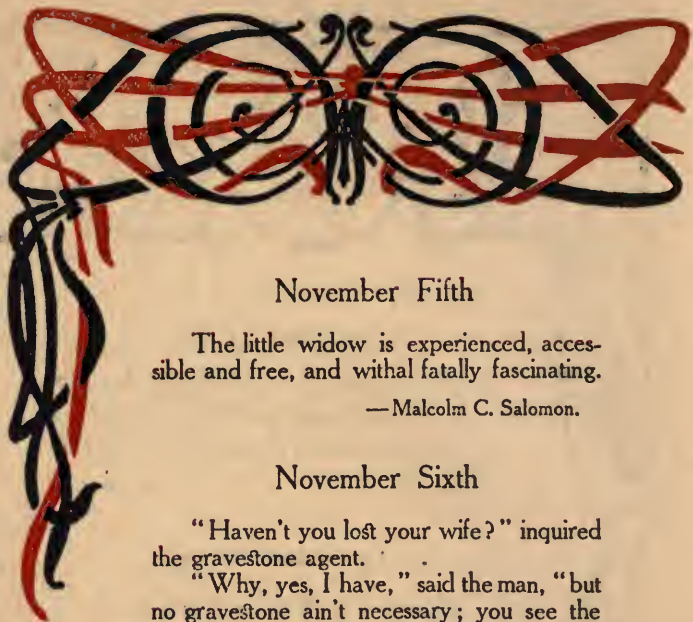 November Fifth
The little widow is experienced, acces-
sible and free, and withal fatally fascinating.
— Malcolm C. Salomon.
November Sixth
"Haven't you lost your wife?" inquired
the gravestone agent.
"Why, yes, I have," said the man, "but
no gravestone ain't necessary; you see the